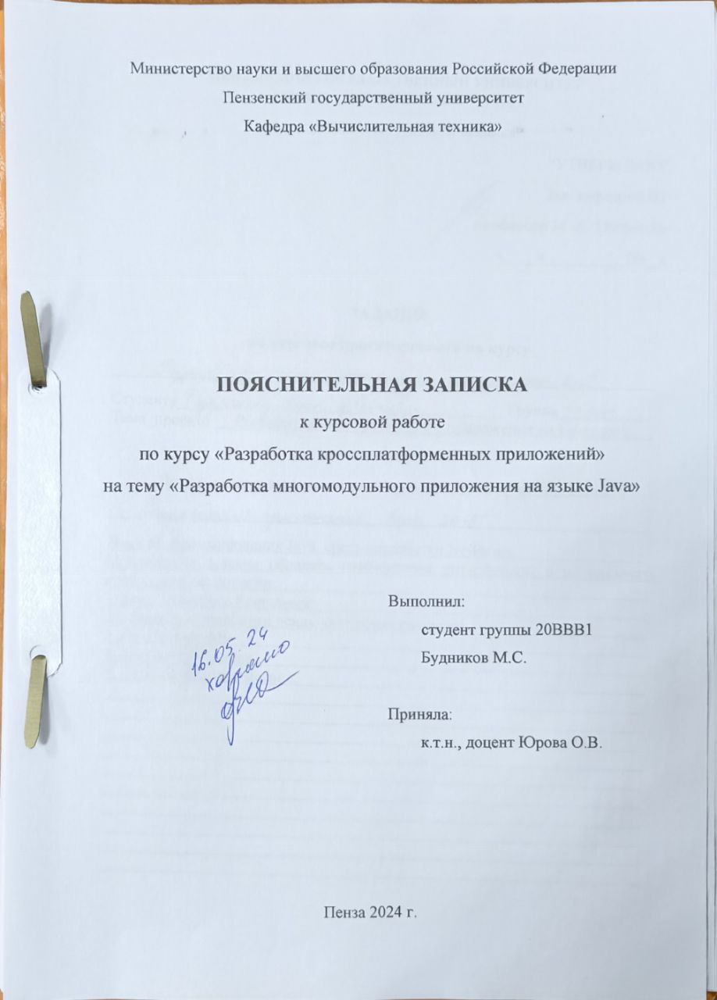 Министерство науки и высшего образования Российской Федерации
Пензенский государственный университет
Кафедра «Вычислительная техника»
ПОЯСНИТЕЛЬНАЯ ЗАПИСКА
к курсовой работе
по курсу «Разработка кроссплатформенных приложений»
на тему «Разработка многомодульного приложения на языке Java»
Выполнил:
студент группы 20ВВВ1
Будников М.С.
16.05.24
хорошо
Приняла:
к.т.н., доцент Юрова О.В.
Пенза 2024 г.